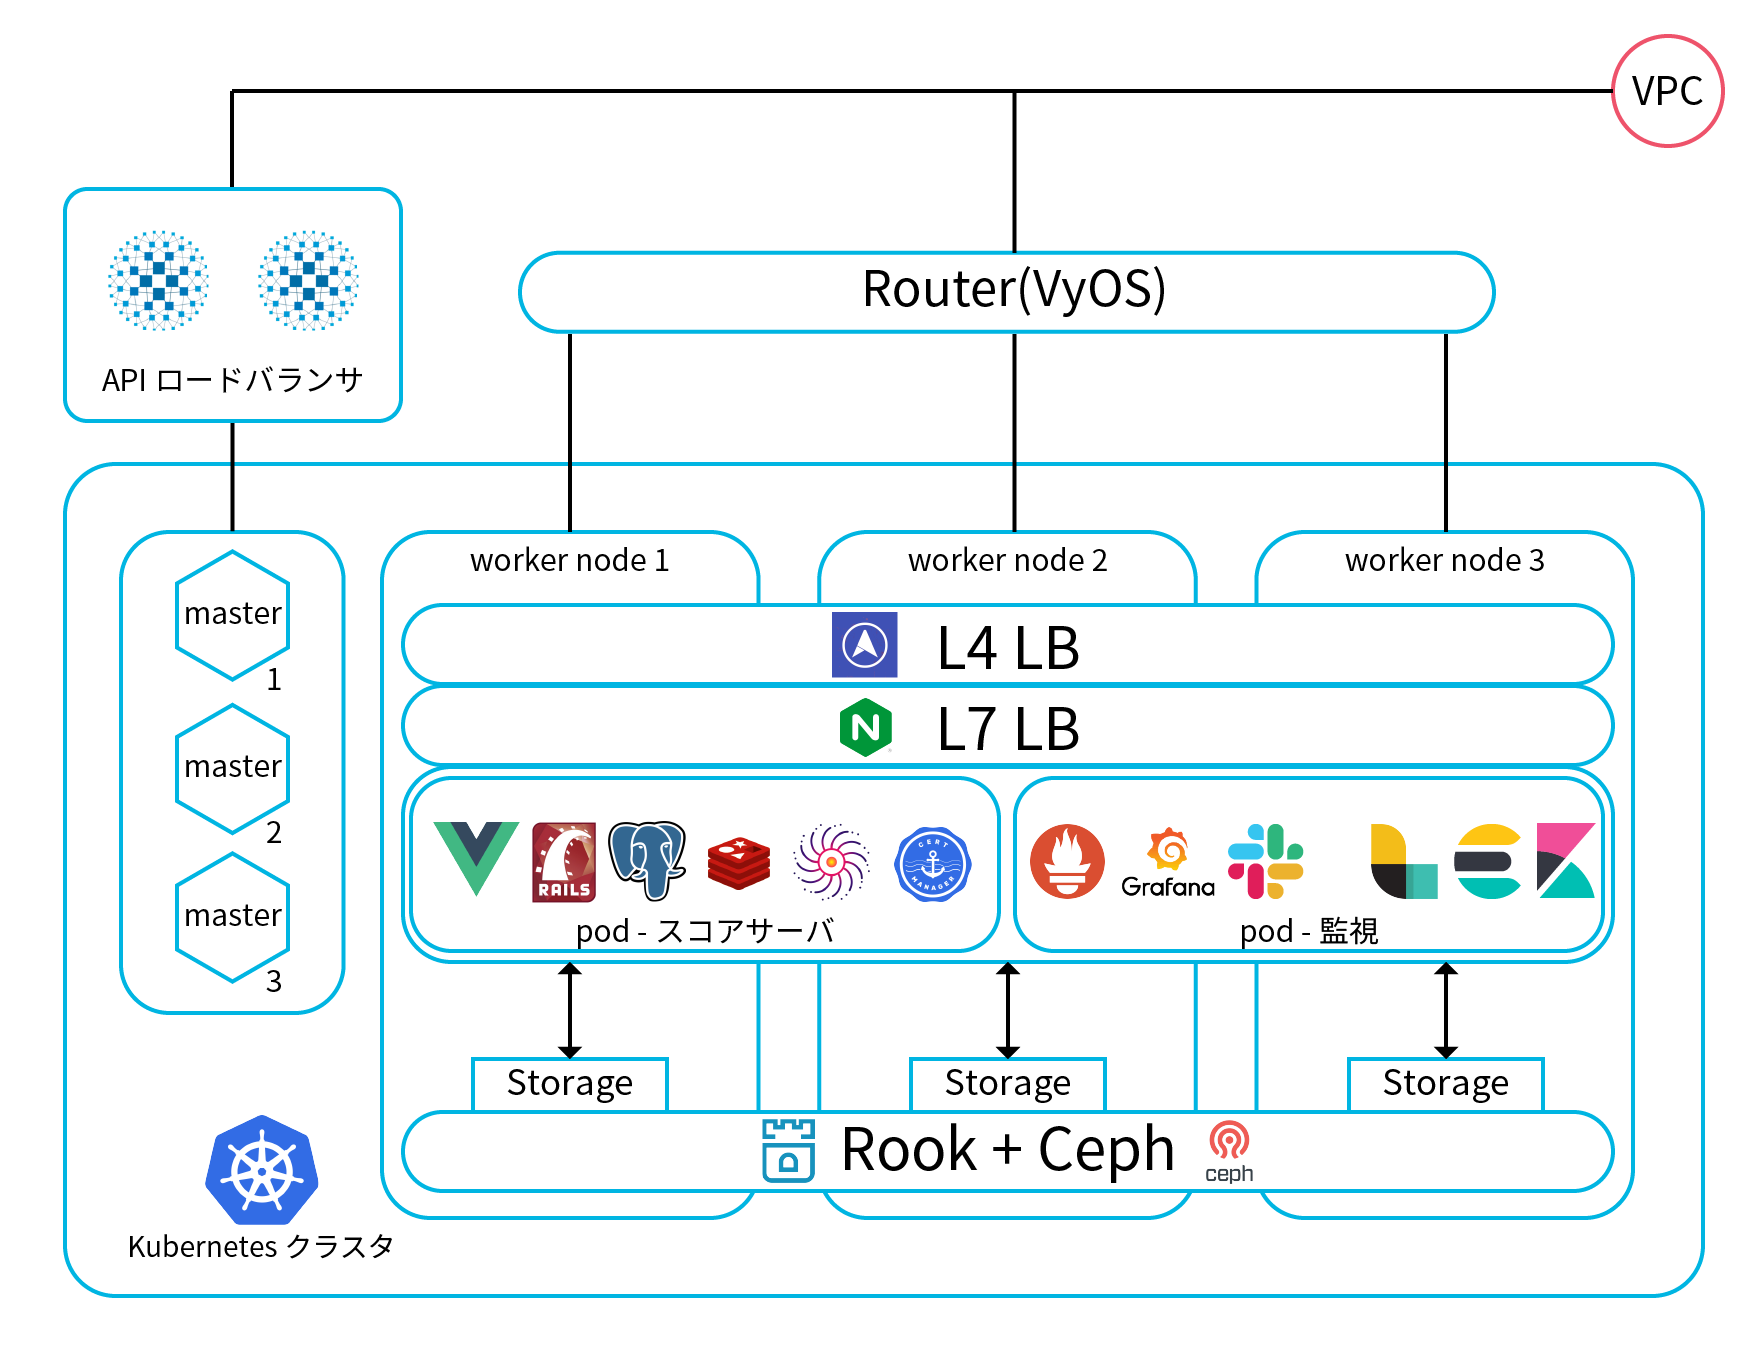 VPC
Router(VyOS)
API ロードバランサ
worker node 1
worker node 2
worker node 3
master
1
master
2
master
3
L4 LB
L7 LB
RAILS
CERT
MANAGER
Grafana
pod - スコアサーバ
pod - 監視
Storage
Storage
Storage
Rook + Ceph
ceph
Kubernetes クラスタ